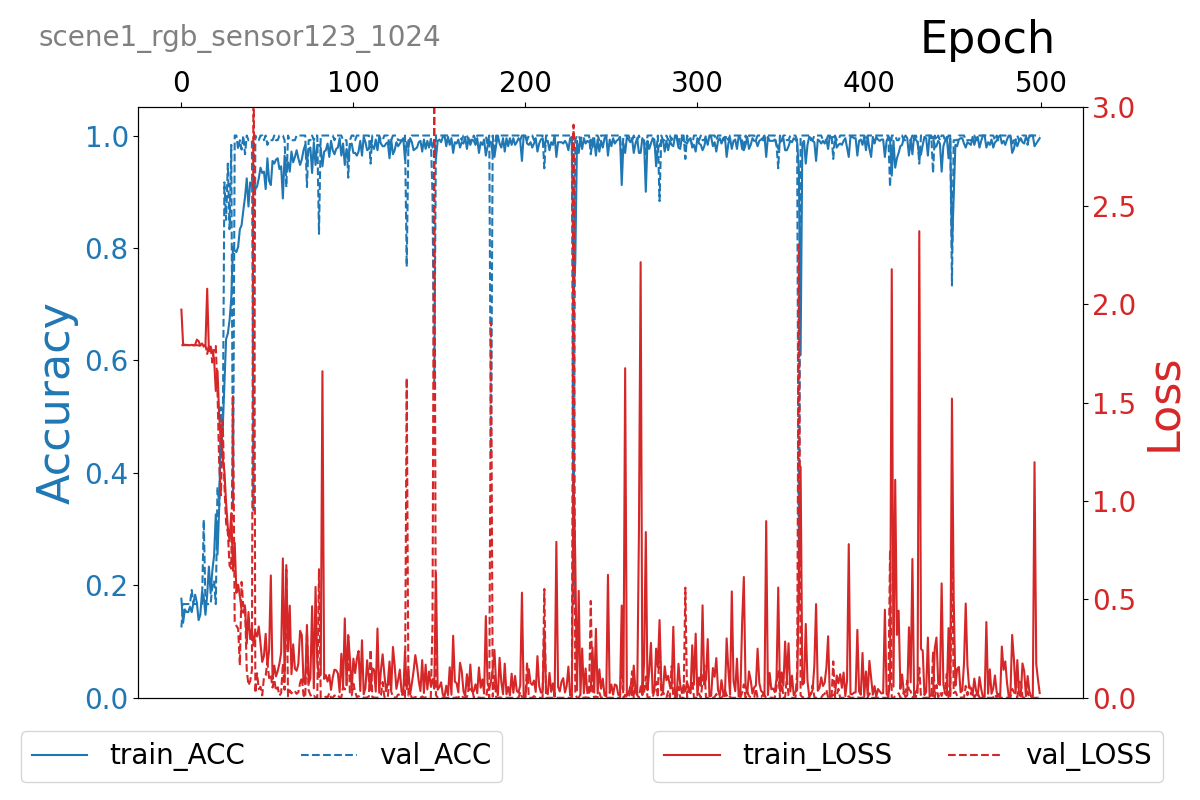 scene1_rgb_sensor123_1024
Epoch
0 100 200 300 400 500
1.0
0.8
0.6
0.4
0.2
0.0
Accuracy
3.0
2.5
2.0
1.5
1.0
0.5
0.0
Loss
train_ACC val_ACC
train_LOSS val_LOSS